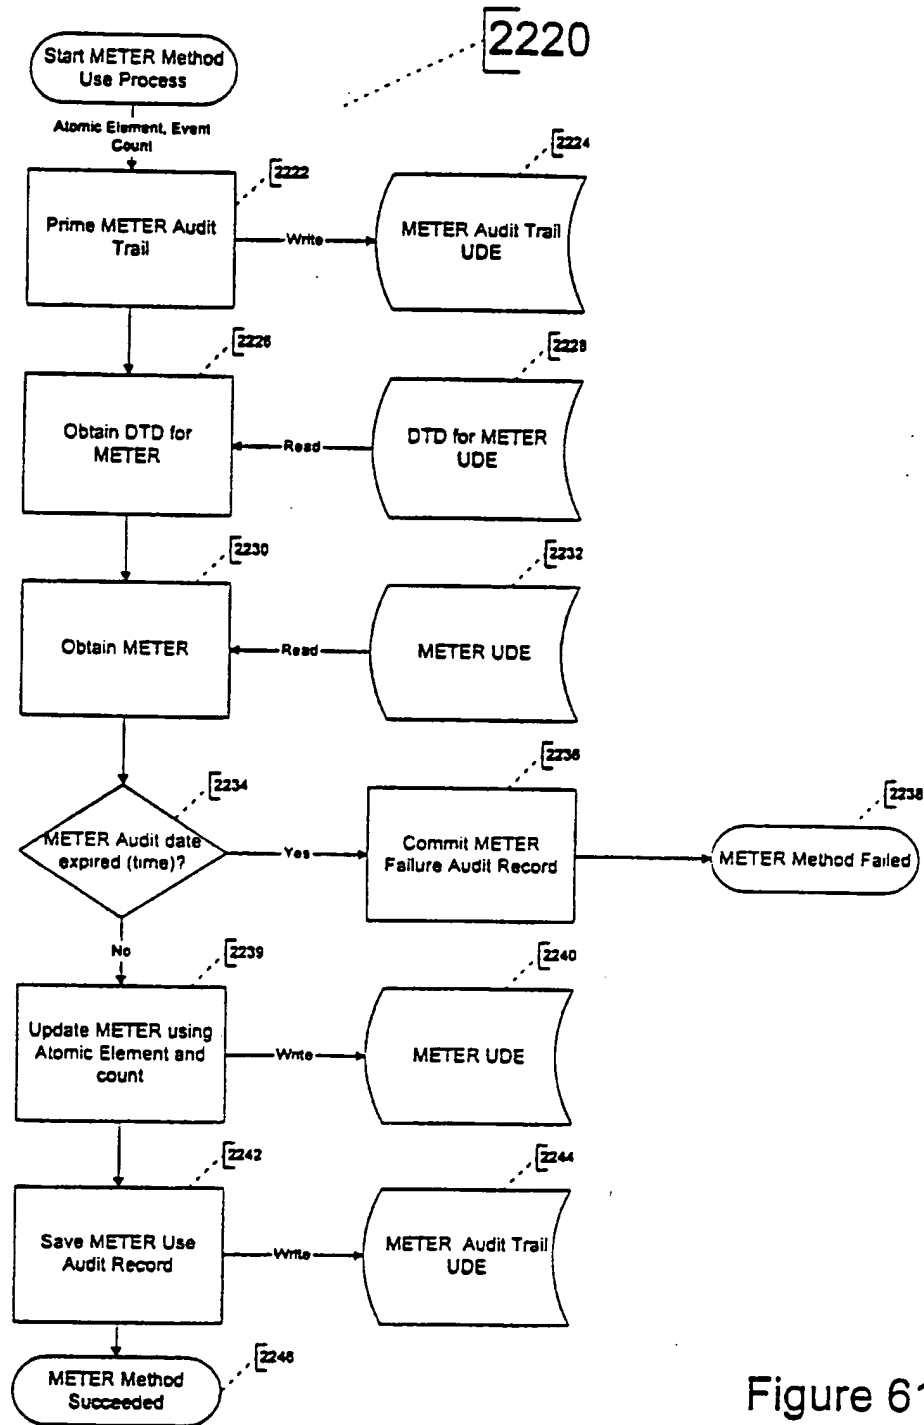 2220
Start METER Method
Use Process
Atomic Element, Event
Count
2222
2224
Prime METER Audit
Trail
Write
METER Audit Trail
UDE
2226
2228
Obtain DTD for
METER
Read
DTD for METER
UDE
2230
2232
Obtain METER
Read
METER UDE
2234
2236
2238
METER Audit date
expired (time)?
Yes
Commit METER
Failure Audit Record
METER Method Failed
No
2239
2240
Update METER using
Atomic Element and
count
Write
METER UDE
2242
2244
Save METER Use
Audit Record
Write
METER Audit Trail
UDE
2246
METER Method
Succeeded
Figure 61